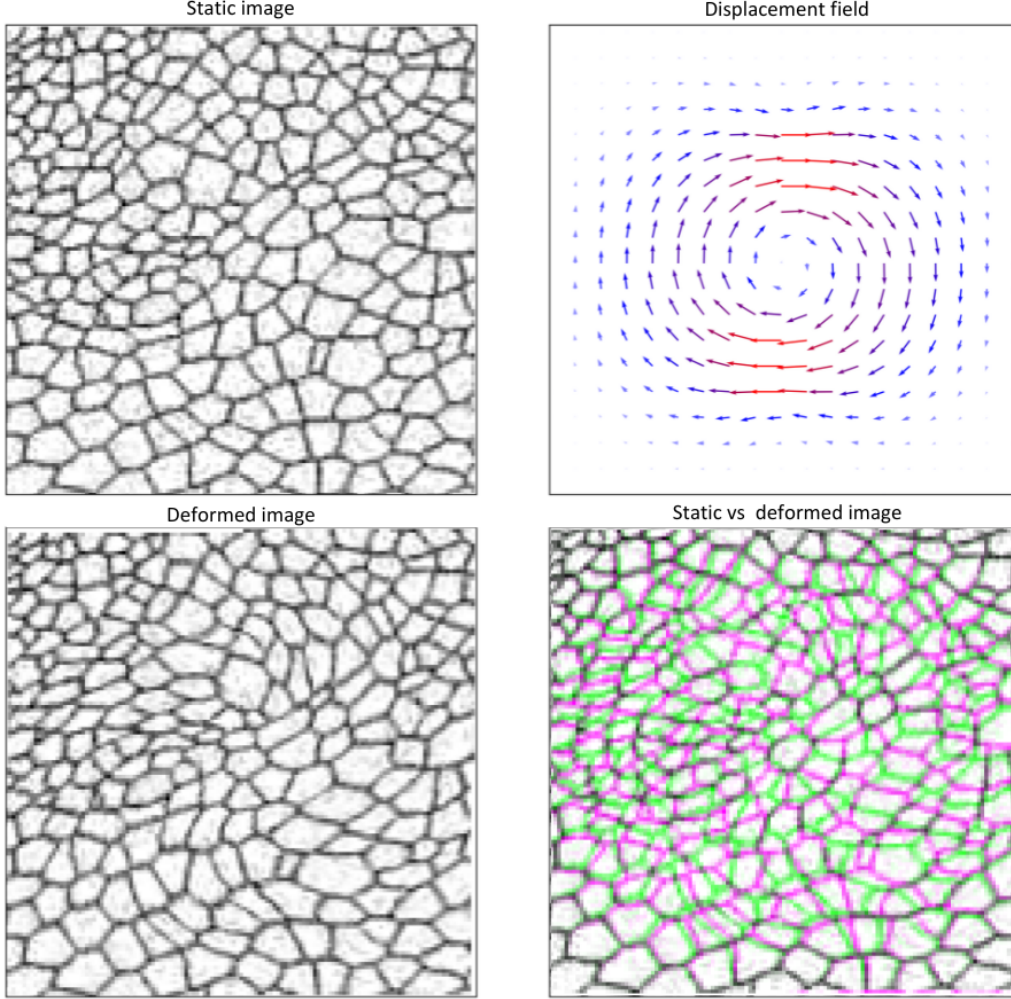 Static image
Displacement field
Deformed image
Static vs  deformed image